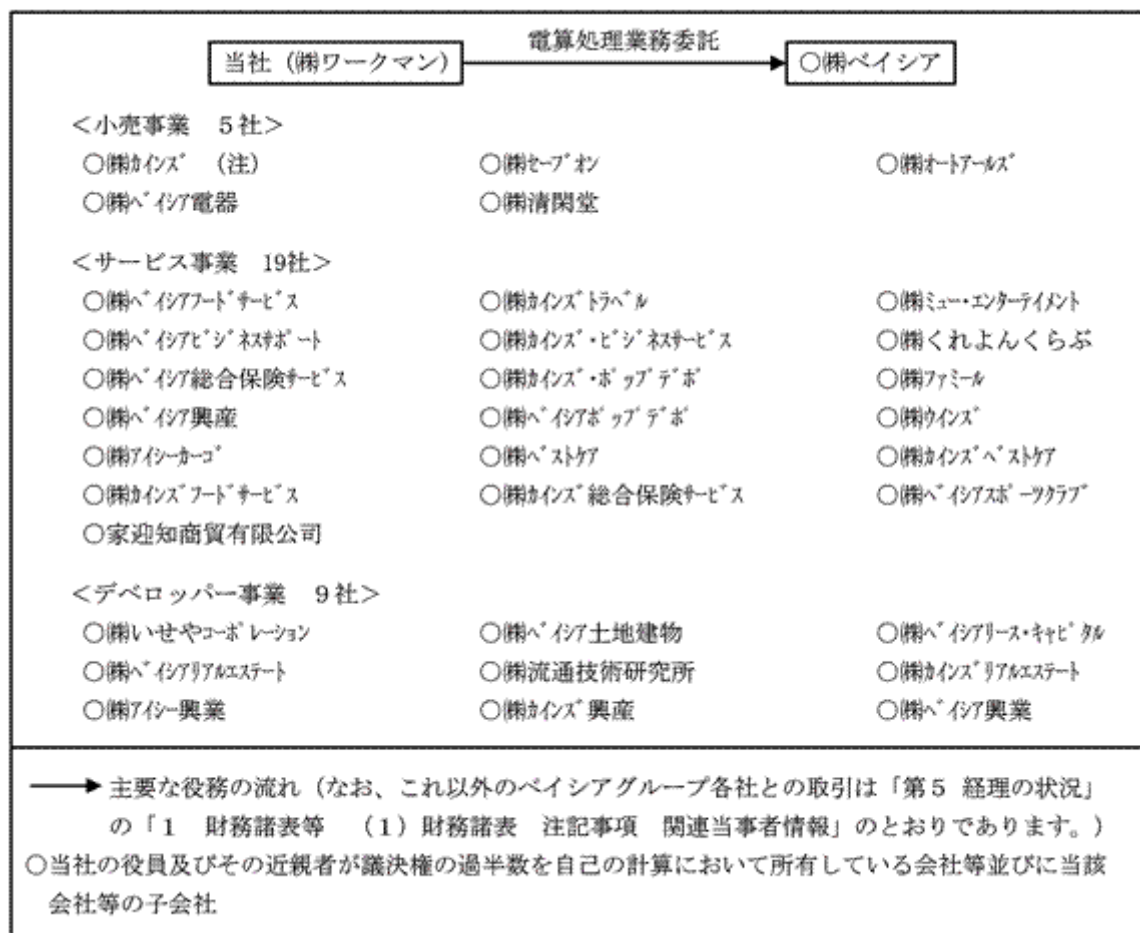 電算処理業務委託
当社（㈱ワークマン） ○㈱ベイシア
＜小売事業　５社＞
○㈱ｶｲﾝｽﾞ　（注） ○㈱ｾｰﾌﾞｵﾝ ○㈱ｵｰﾄｱｰﾙｽﾞ
○㈱ﾍﾞｲｼｱ電器 ○㈱清閑堂
＜サービス事業　19社＞
○㈱ﾍﾞｲｼｱﾌｰﾄﾞｻｰﾋﾞｽ ○㈱ｶｲﾝｽﾞﾄﾗﾍﾞﾙ ○㈱ﾐｭｰ・ｴﾝﾀｰﾃｲﾒﾝﾄ
○㈱ﾍﾞｲｼｱﾋﾞｼﾞﾈｽｻﾎﾟｰﾄ ○㈱ｶｲﾝｽﾞ・ﾋﾞｼﾞﾈｽｻｰﾋﾞｽ ○㈱くれよんくらぶ
○㈱ﾍﾞｲｼｱ総合保険ｻｰﾋﾞｽ ○㈱ｶｲﾝｽﾞ・ﾎﾟｯﾌﾟﾃﾞﾎﾟ ○㈱ﾌｧﾐｰﾙ
○㈱ﾍﾞｲｼｱ興産 ○㈱ﾍﾞｲｼｱﾎﾟｯﾌﾟﾃﾞﾎﾟ ○㈱ｳｲﾝｽﾞ
○㈱ｱｲｼｰｶｰｺﾞ ○㈱ﾍﾞｽﾄｹｱ ○㈱ｶｲﾝｽﾞﾍﾞｽﾄｹｱ
○㈱ｶｲﾝｽﾞﾌｰﾄﾞｻｰﾋﾞｽ ○㈱ｶｲﾝｽﾞ総合保険ｻｰﾋﾞｽ ○㈱ﾍﾞｲｼｱｽﾎﾟｰﾂｸﾗﾌﾞ
○家迎知商貿有限公司
＜デベロッパー事業　９社＞
○㈱いせやｺｰﾎﾟﾚｰｼｮﾝ ○㈱ﾍﾞｲｼｱ土地建物 ○㈱ﾍﾞｲｼｱﾘｰｽ・ｷｬﾋﾟﾀﾙ
○㈱ﾍﾞｲｼｱﾘｱﾙｴｽﾃｰﾄ ○㈱流通技術研究所 ○㈱ｶｲﾝｽﾞﾘｱﾙｴｽﾃｰﾄ
○㈱ｱｲｼｰ興業 ○㈱ｶｲﾝｽﾞ興産 ○㈱ﾍﾞｲｼｱ興業
主要な役務の流れ（なお、これ以外のベイシアグループ各社との取引は「第５ 経理の状況」
の「１　財務諸表等　（１）財務諸表　注記事項　関連当事者情報」のとおりであります。）
○当社の役員及びその近親者が議決権の過半数を自己の計算において所有している会社等並びに当該
会社等の子会社